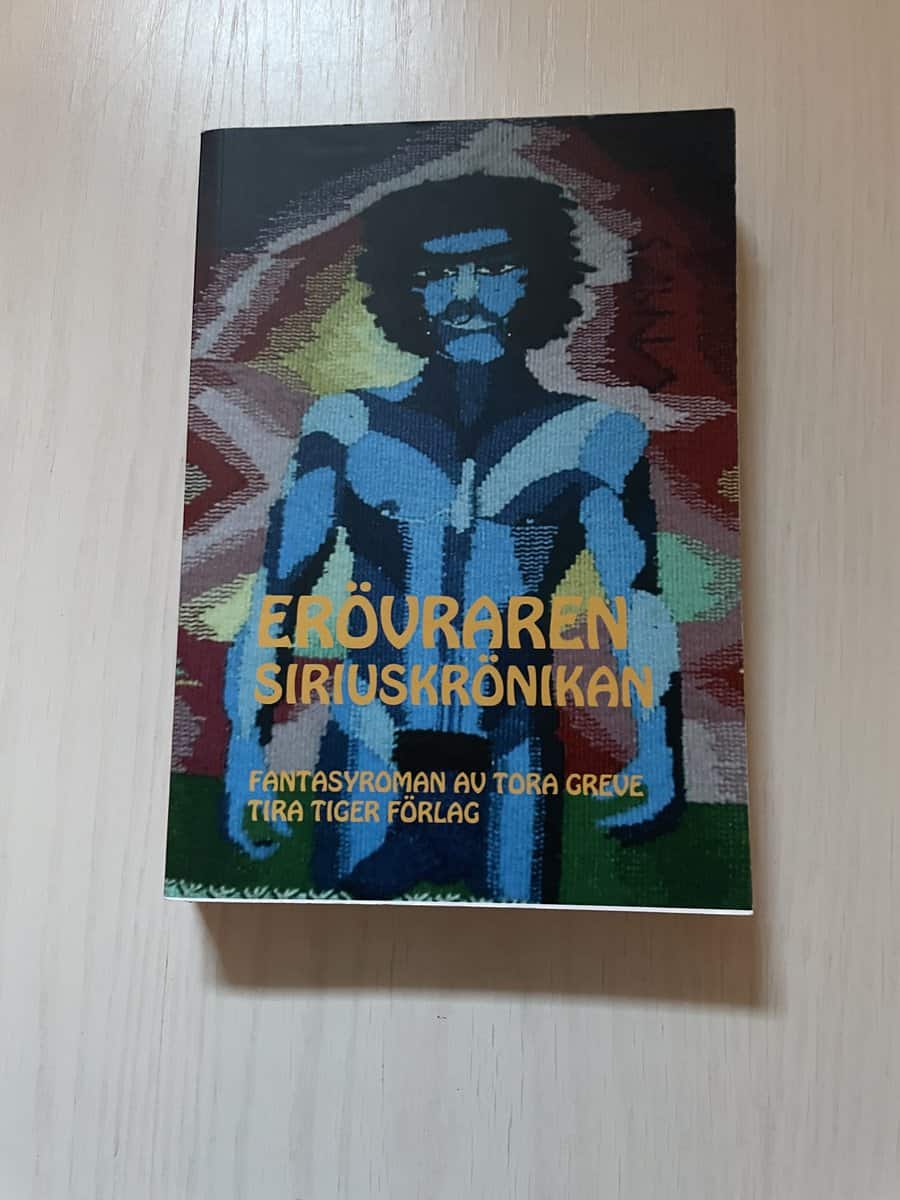 ERÖVRAREN
SIRIUSKRÖNIKAN
FANTASYROMAN AV TORA GREVE
TIRA TIGER FÖRLAG